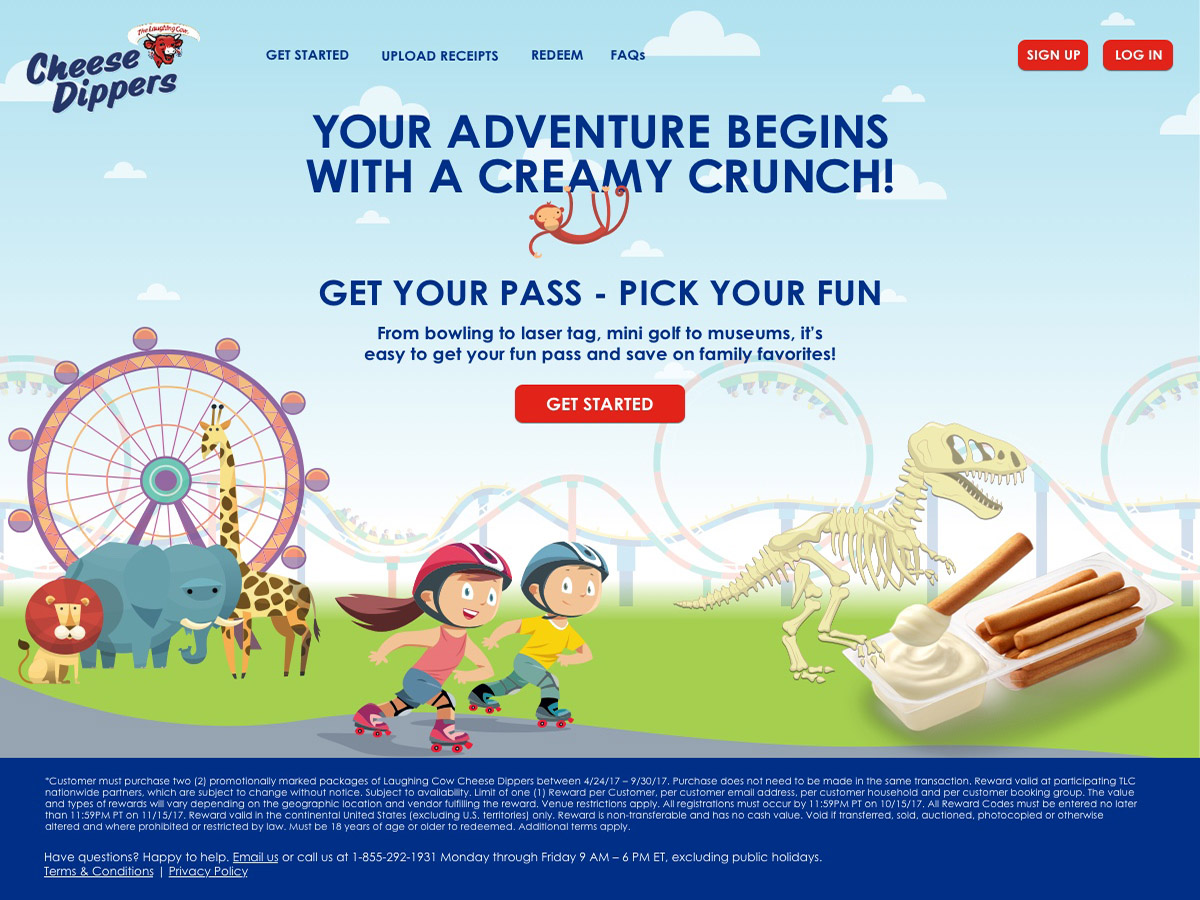 The Laughing Cow.
Cheese
Dippers
GET STARTED
UPLOAD RECEIPTS
REDEEM
FAQs
SIGN UP
LOG IN
YOUR ADVENTURE BEGINS
WITH A CREAMY CRUNCH!
GET YOUR PASS - PICK YOUR FUN
From bowling to laser tag, mini golf to museums, it's
easy to get your fun pass and save on family favorites!
GET STARTED
*Customer must purchase two (2) promotionally marked packages of Laughing Cow Cheese Dippers between 4/24/17 – 9/30/17. Purchase does not need to be made in the same transaction. Reward valid at participating TLC
nationwide partners, which are subject to change without notice. Subject to availability. Limit of one (1) Reward per Customer, per customer email address, per customer household and per customer booking group. The value
and types of rewards will vary depending on the geographic location and vendor fulfilling the reward. Venue restrictions apply. All registrations must occur by 11:59PM PT on 10/15/17. All Reward Codes must be entered no later
than 11:59PM PT on 11/15/17. Reward valid in the continental United States (excluding U.S. territories) only. Reward is non-transferable and has no cash value. Void if transferred, sold, auctioned, photocopied or otherwise
altered and where prohibited or restricted by law. Must be 18 years of age or older to redeemed. Additional terms apply.
Have questions? Happy to help. Email us or call us at 1-855-292-1931 Monday through Friday 9 AM – 6 PM ET, excluding public holidays.
Terms & Conditions | Privacy Policy